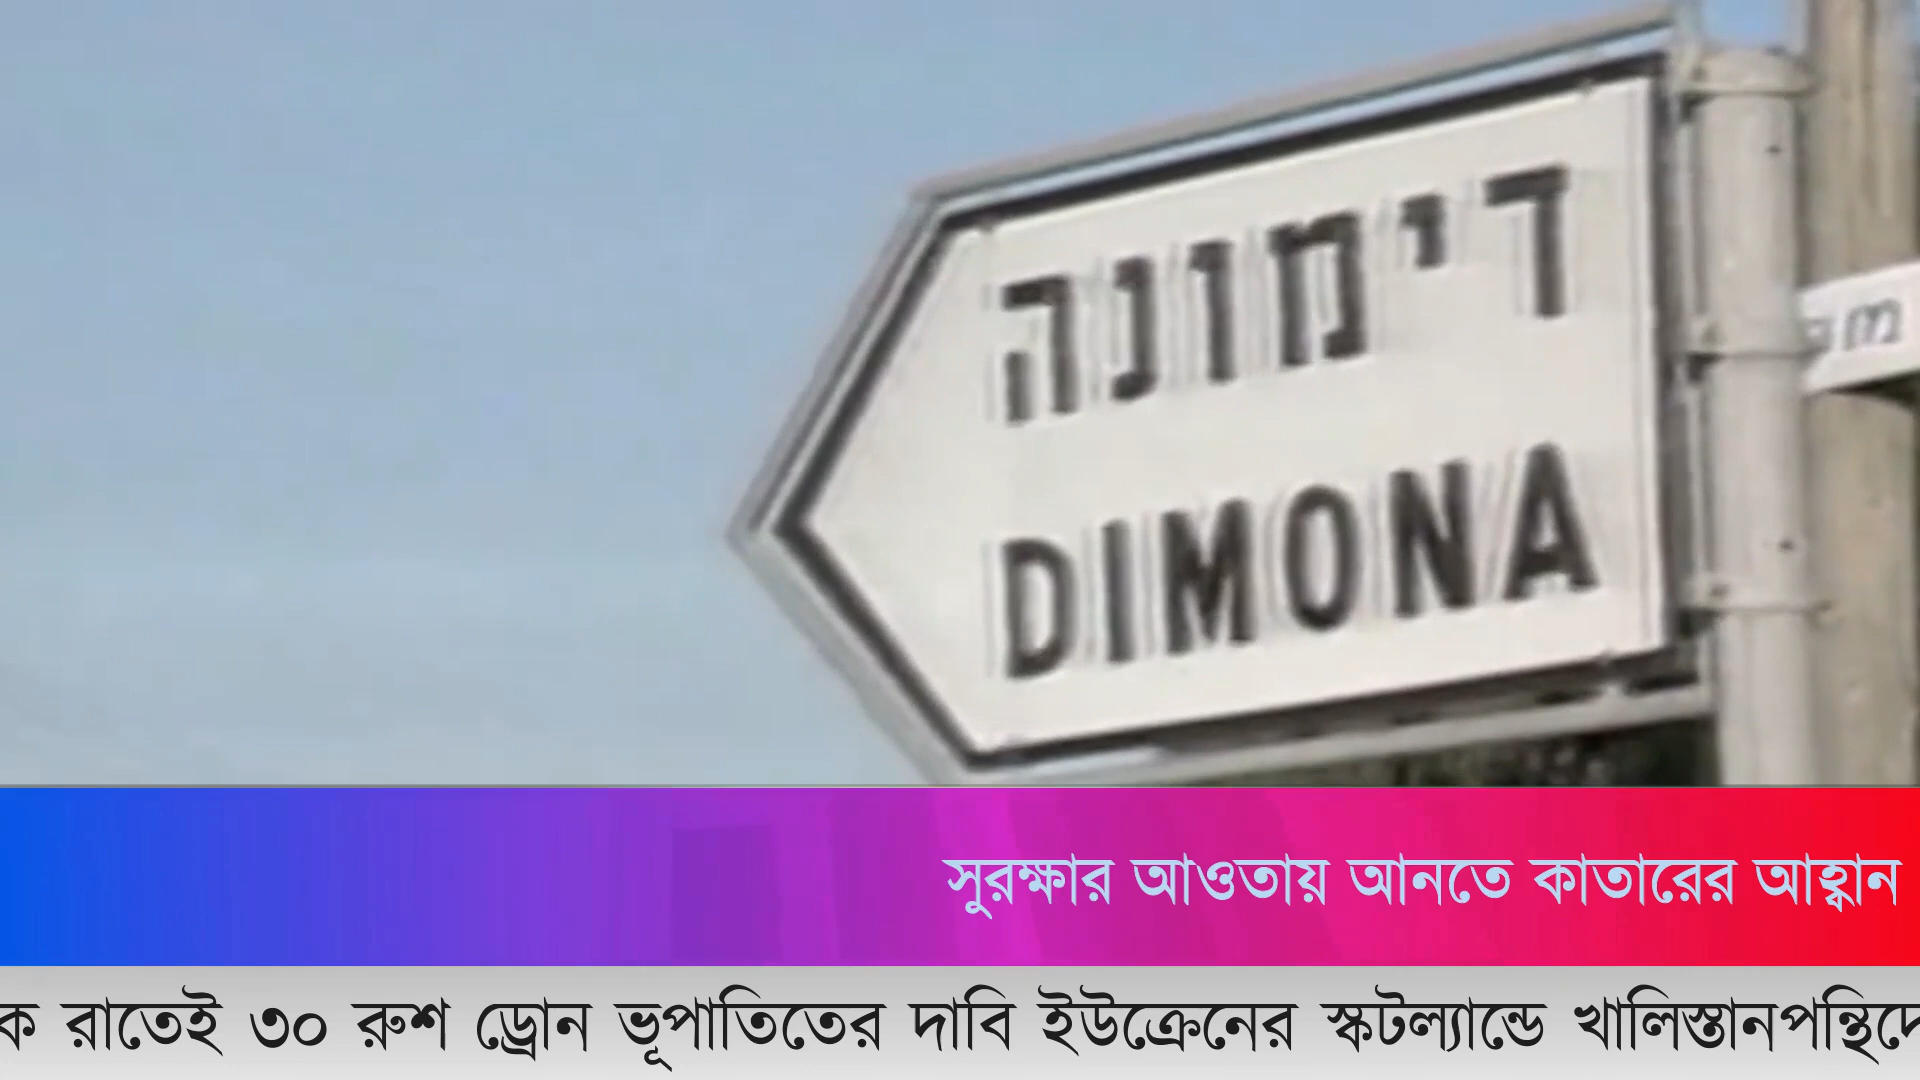 דימונה
DIMONA
সুরক্ষার আওতায় আনতে কাতারের আহ্বান
ক রাতেই ৩০ রুশ ড্রোন ভূপাতিতের দাবি ইউক্রেনের স্কটল্যান্ডে খালিস্তানপন্থিদে